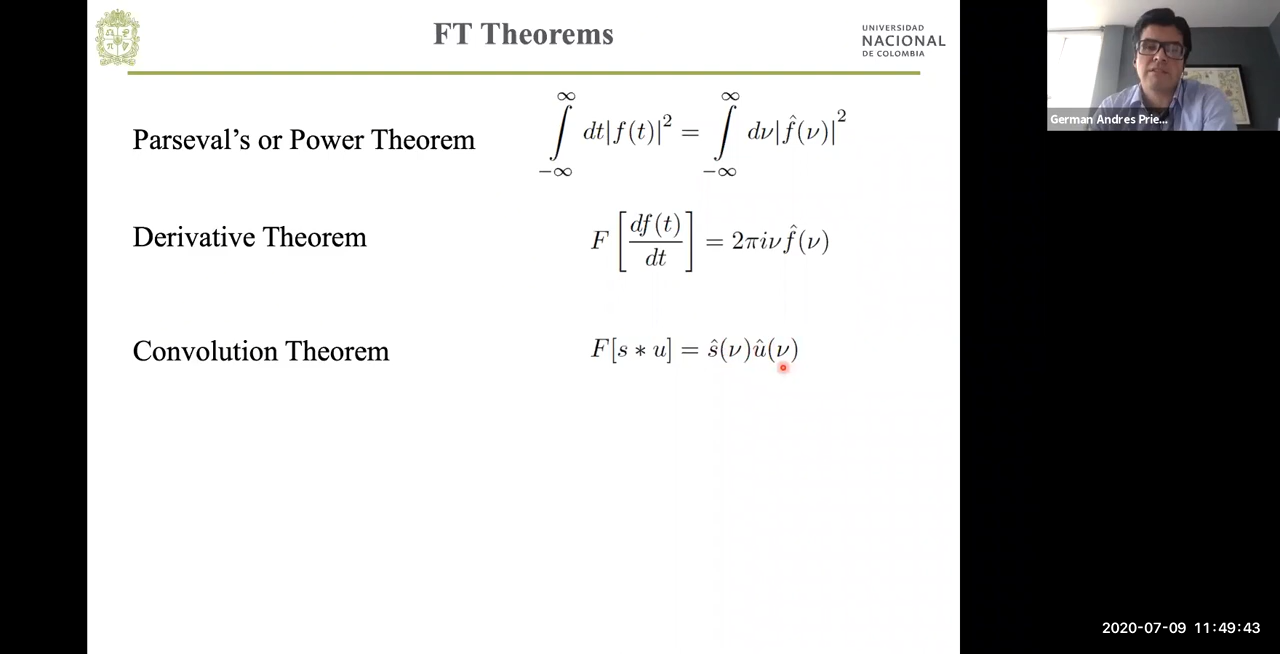 FT Theorems
UNIVERSIDAD
NACIONAL
DE COLOMBIA
German Andres Prie...
Parseval's or Power Theorem
∫_{-∞}^{∞} dt|f(t)|² = ∫_{-∞}^{∞} dν|f̂(ν)|²
Derivative Theorem
F[df(t)/dt] = 2πiνf̂(ν)
Convolution Theorem
F[s * u] = ŝ(ν)û(ν)
2020-07-09 11:49:43